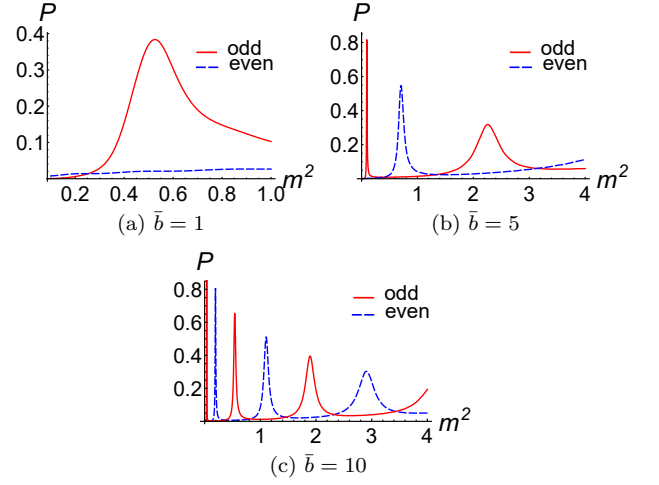 P
0.4
0.3
0.2
0.1
0.2 0.4 0.6 0.8 1.0 m²
odd
even
(a) b̄ = 1
P
0.8
0.6
0.4
0.2
1 2 3 4 m²
odd
even
(b) b̄ = 5
P
0.8
0.6
0.4
0.2
1 2 3 4 m²
odd
even
(c) b̄ = 10